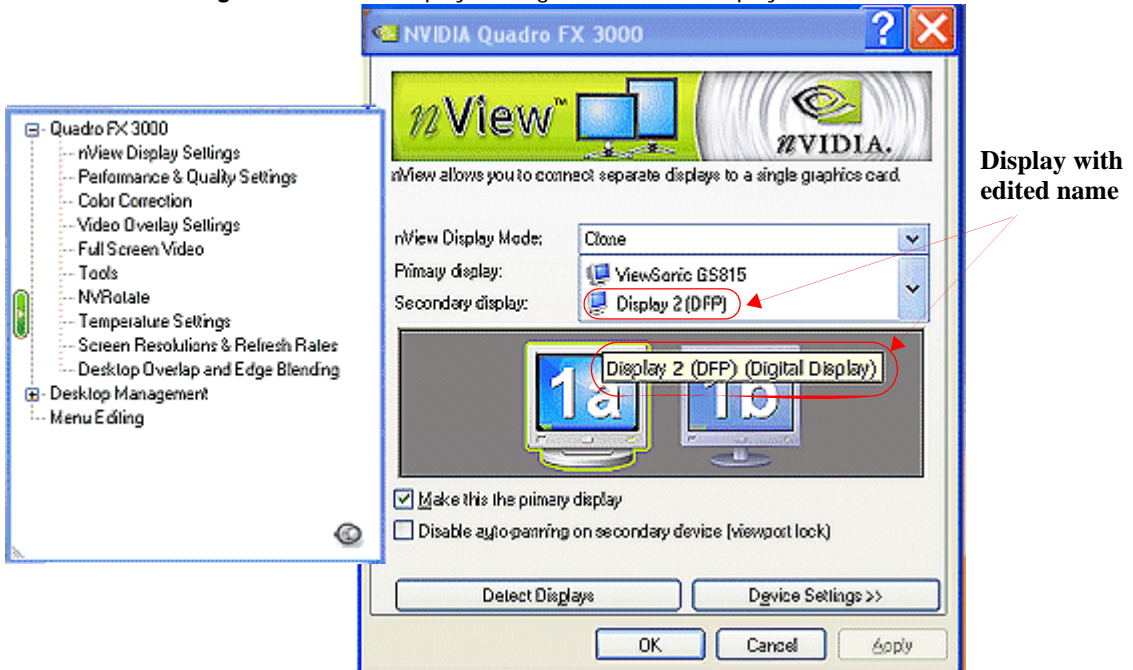 NVIDIA Quadro FX 3000
nView™
NVIDIA.
nView allows you to connect separate displays to a single graphics card.
Quadro FX 3000
nView Display Settings
Performance & Quality Settings
Color Correction
Video Overlay Settings
Full Screen Video
Tools
NVRotate
Temperature Settings
Screen Resolutions & Refresh Rates
Desktop Overlap and Edge Blending
Desktop Management
Menu Editing
nView Display Mode: Clone
Primary display: ViewSonic GS815
Secondary display: Display 2 (DFP)
Display with
edited name
Display 2 (DFP) (Digital Display)
1a 1b
Make this the primary display
Disable auto-panning on secondary device (viewport lock)
Detect Displays Device Settings >>
OK Cancel Apply